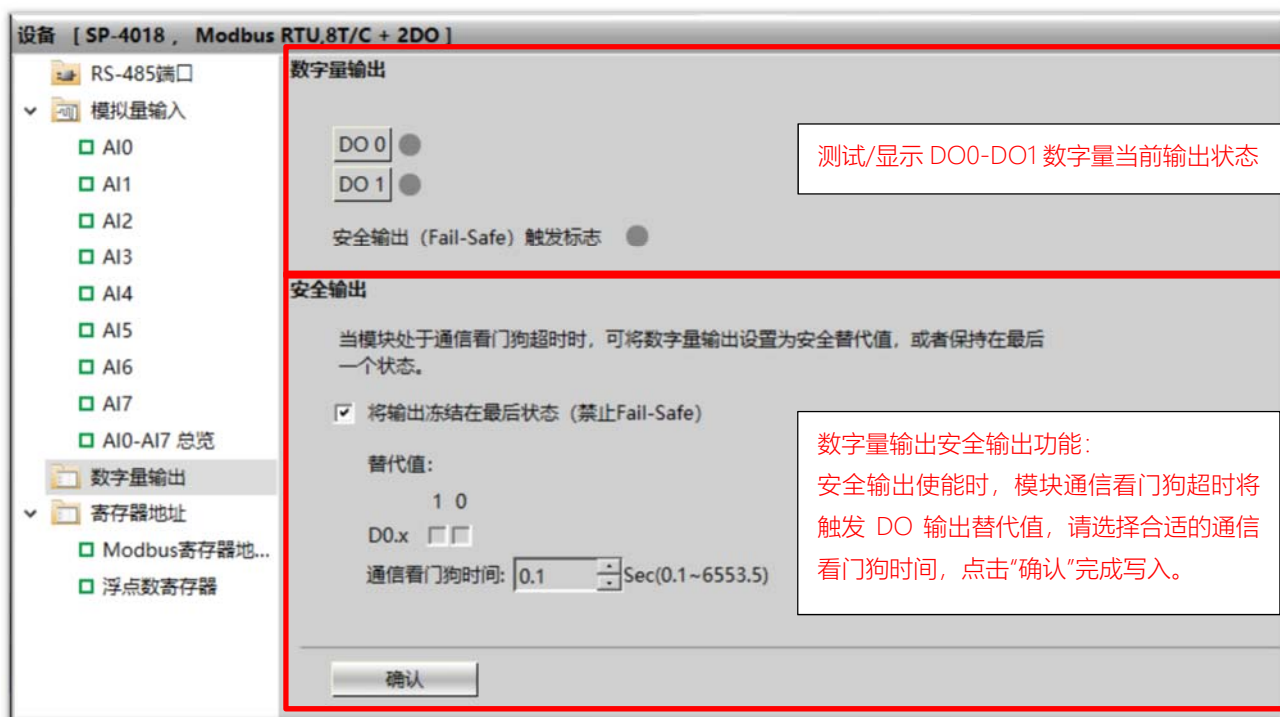 设备 [ SP-4018 , Modbus RTU,8T/C + 2DO ]
RS-485端口
模拟量输入
AI0
AI1
AI2
AI3
AI4
AI5
AI6
AI7
AI0-AI7 总览
数字量输出
寄存器地址
Modbus寄存器地...
浮点数寄存器
数字量输出
DO 0
DO 1
安全输出（Fail-Safe）触发标志
测试/显示 DO0-DO1 数字量当前输出状态
安全输出
当模块处于通信看门狗超时时，可将数字量输出设置为安全替代值，或者保持在最后
一个状态。
将输出冻结在最后状态（禁止Fail-Safe）
替代值:
1 0
D0.x
通信看门狗时间: 0.1 Sec(0.1~6553.5)
数字量输出安全输出功能：
安全输出使能时，模块通信看门狗超时将
触发 DO 输出替代值，请选择合适的通信
看门狗时间，点击“确认”完成写入。
确认